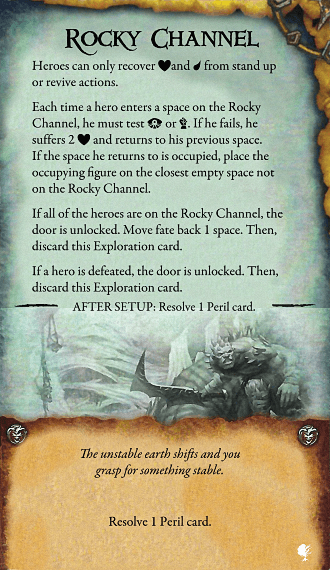 Rocky Channel
Heroes can only recover and from stand up
or revive actions.
Each time a hero enters a space on the Rocky
Channel, he must test or . If he fails, he
suffers 2 and returns to his previous space.
If the space he returns to is occupied, place the
occupying figure on the closest empty space not
on the Rocky Channel.
If all of the heroes are on the Rocky Channel, the
door is unlocked. Move fate back 1 space. Then,
discard this Exploration card.
If a hero is defeated, the door is unlocked. Then,
discard this Exploration card.
AFTER SETUP: Resolve 1 Peril card.
The unstable earth shifts and you
grasp for something stable.
Resolve 1 Peril card.